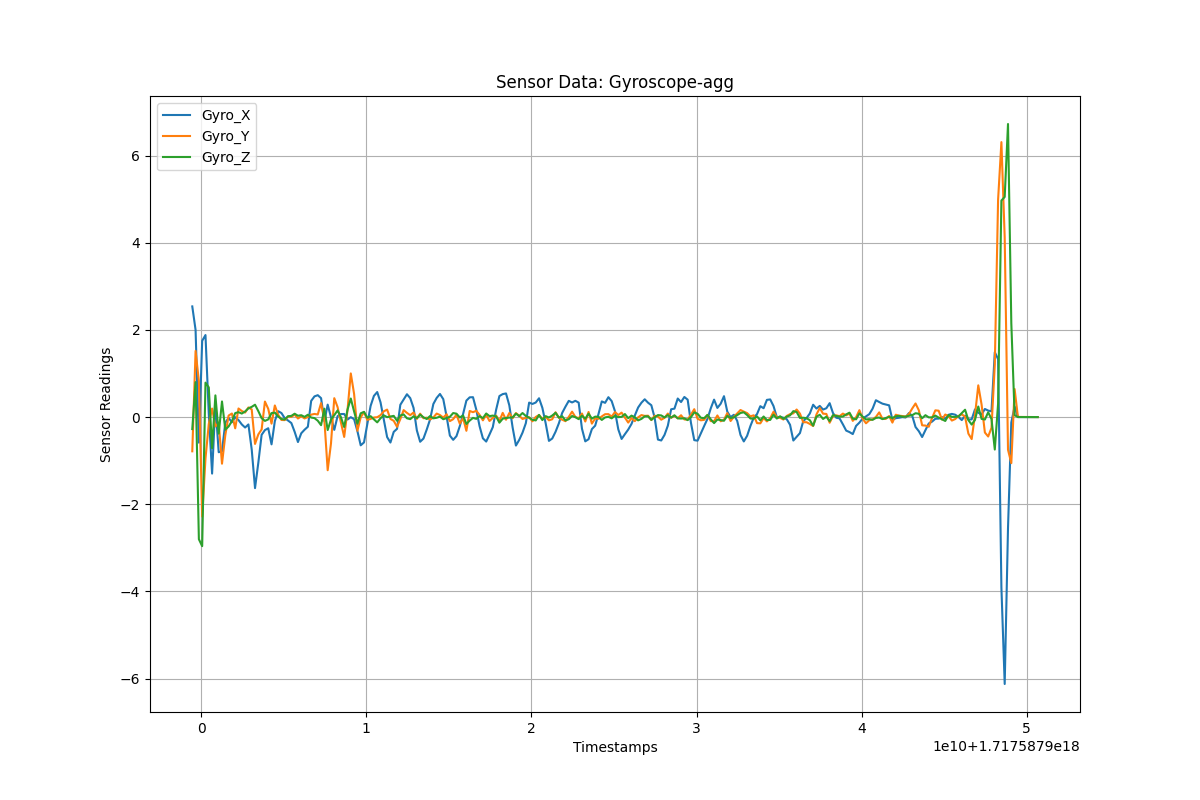 Sensor Data: Gyroscope-agg
Gyro_X
Gyro_Y
Gyro_Z
6
4
2
0
−2
−4
−6
Sensor Readings
0 1 2 3 4 5
Timestamps
1e10+1.7175879e18